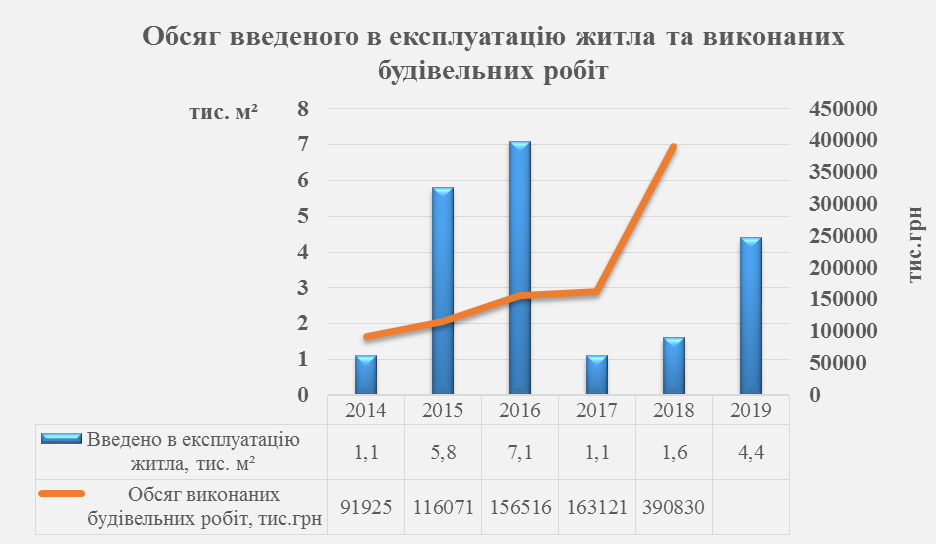 Обсяг введеного в експлуатацію житла та виконаних
будівельних робіт
тис. м²
8
7
6
5
4
3
2
1
0
450000
400000
350000
300000
250000
200000
150000
100000
50000
0
тис.грн
2014 2015 2016 2017 2018 2019
Введено в експлуатацію
житла, тис. м²
1,1 5,8 7,1 1,1 1,6 4,4
Обсяг виконаних
будівельних робіт, тис.грн
91925 116071 156516 163121 390830